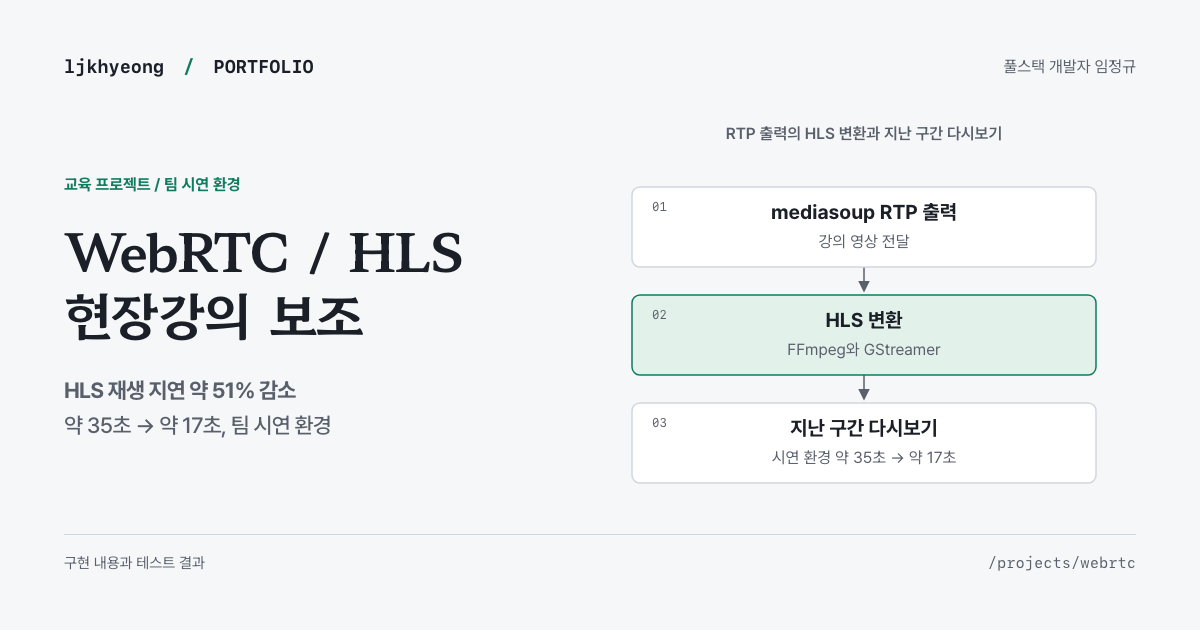 ljkhyeong / PORTFOLIO
풀스택 개발자 임정규
교육 프로젝트 / 팀 시연 환경
WebRTC / HLS
현장강의 보조
HLS 재생 지연 약 51% 감소
약 35초 → 약 17초, 팀 시연 환경
RTP 출력의 HLS 변환과 지난 구간 다시보기
01
mediasoup RTP 출력
강의 영상 전달
02
HLS 변환
FFmpeg와 GStreamer
03
지난 구간 다시보기
시연 환경 약 35초 → 약 17초
구현 내용과 테스트 결과
/projects/webrtc